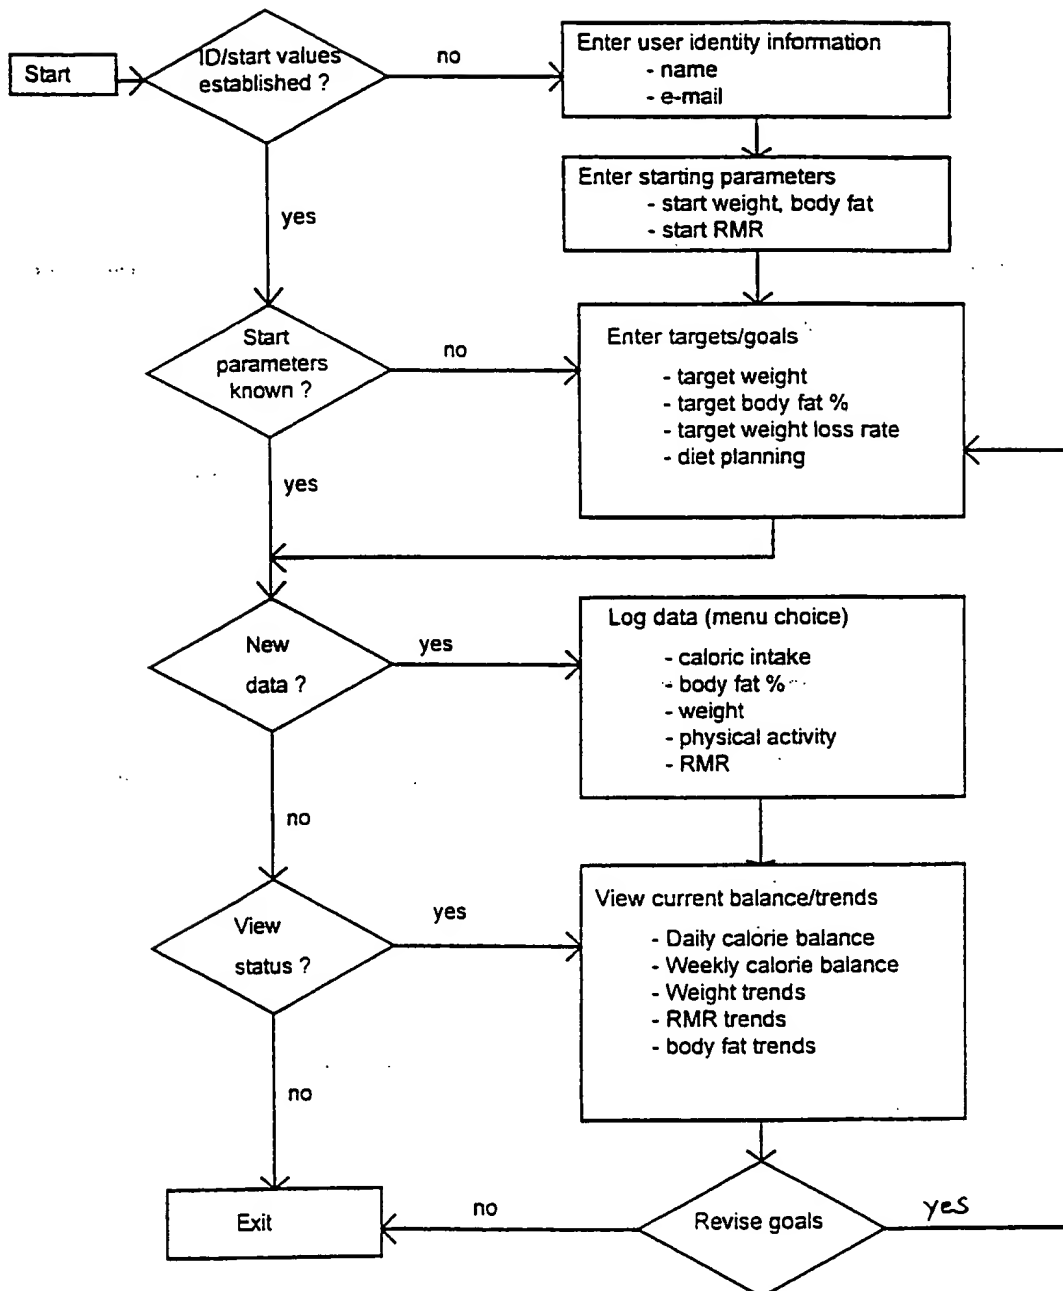 Start
ID/start values
established ?
no
Enter user identity information
- name
- e-mail
yes
Enter starting parameters
- start weight, body fat
- start RMR
Start
parameters
known ?
no
Enter targets/goals
- target weight
- target body fat %
- target weight loss rate
- diet planning
yes
New
data ?
yes
Log data (menu choice)
- caloric intake
- body fat %
- weight
- physical activity
- RMR
no
View
status ?
yes
View current balance/trends
- Daily calorie balance
- Weekly calorie balance
- Weight trends
- RMR trends
- body fat trends
no
Exit
no
Revise goals
yes